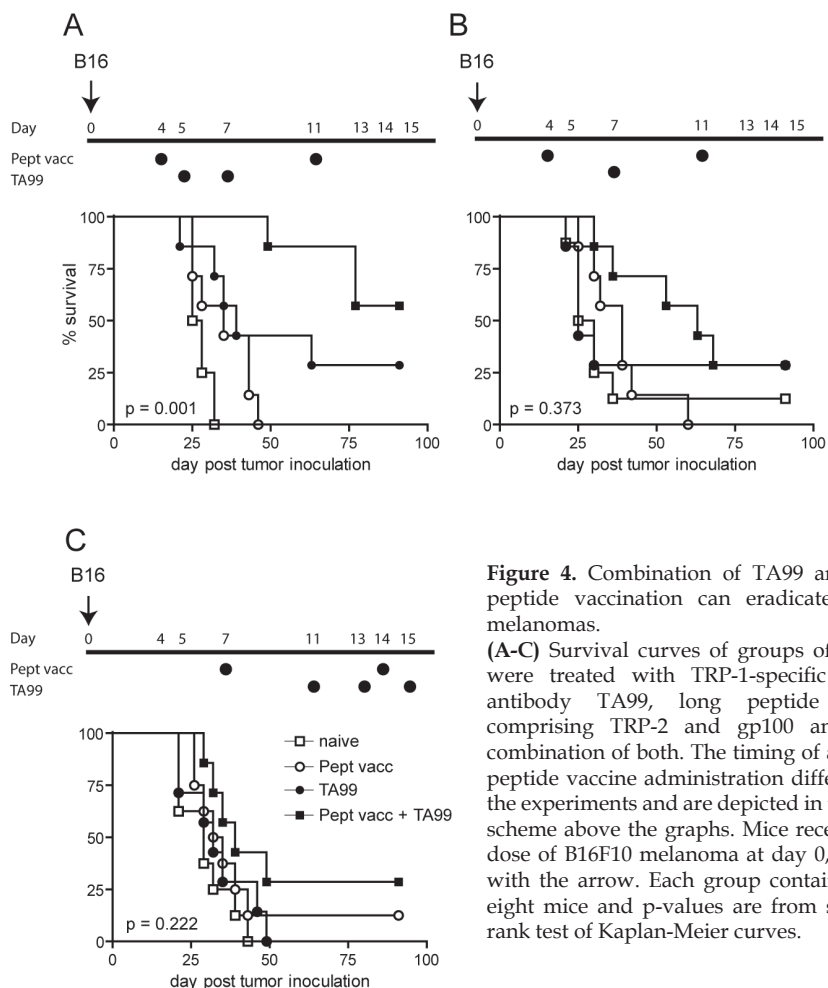 A
B16
Day 0 4 5 7 11 13 14 15
Pept vacc
TA99
100
75
50
25
0
% survival
p = 0.001
0 25 50 75 100
day post tumor inoculation
B
B16
0 4 5 7 11 13 14 15
100
75
50
25
0
p = 0.373
0 25 50 75 100
day post tumor inoculation
C
B16
Day 0 4 5 7 11 13 14 15
Pept vacc
TA99
100
75
50
25
0
naive
Pept vacc
TA99
Pept vacc + TA99
p = 0.222
0 25 50 75 100
day post tumor inoculation
Figure 4. Combination of TA99 an
peptide vaccination can eradicate
melanomas.
(A-C) Survival curves of groups of
were treated with TRP-1-specific
antibody TA99, long peptide
comprising TRP-2 and gp100 an
combination of both. The timing of a
peptide vaccine administration diffe
the experiments and are depicted in
scheme above the graphs. Mice rece
dose of B16F10 melanoma at day 0,
with the arrow. Each group contain
eight mice and p-values are from s
rank test of Kaplan-Meier curves.